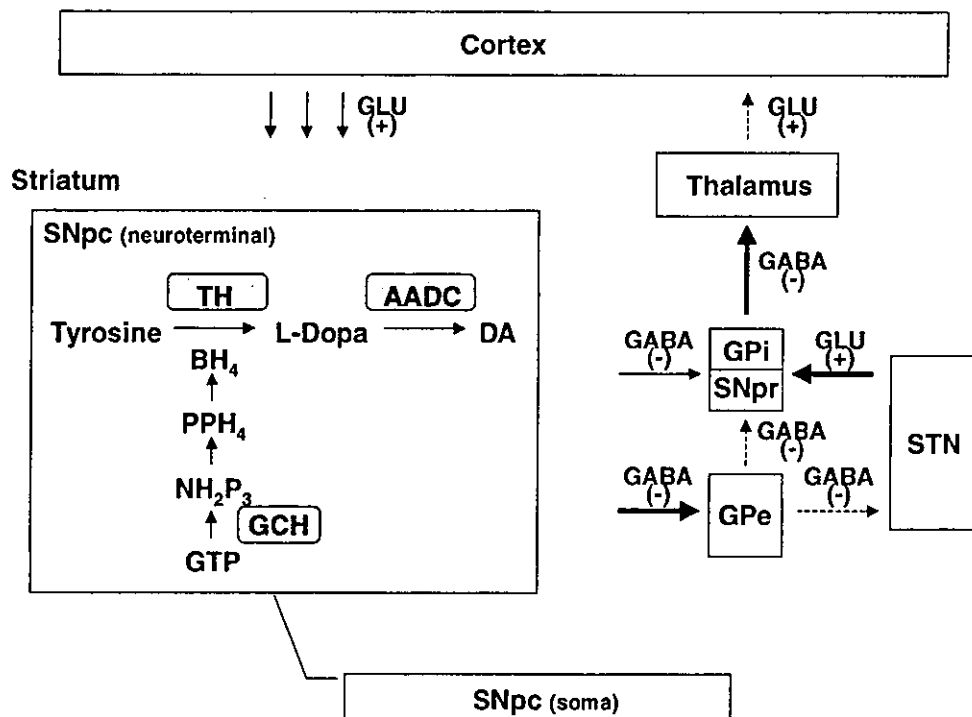 Cortex
GLU
(+)
GLU
(+)
Striatum
Thalamus
SNpc (neuroterminal)
GABA
(-)
TH
AADC
Tyrosine
L-Dopa
DA
GABA
(-)
GPi
GLU
(+)
BH₄
SNpr
PPH₄
GABA
(-)
STN
NH₂P₃
GABA
(-)
GPe
GABA
(-)
GCH
GTP
SNpc (soma)